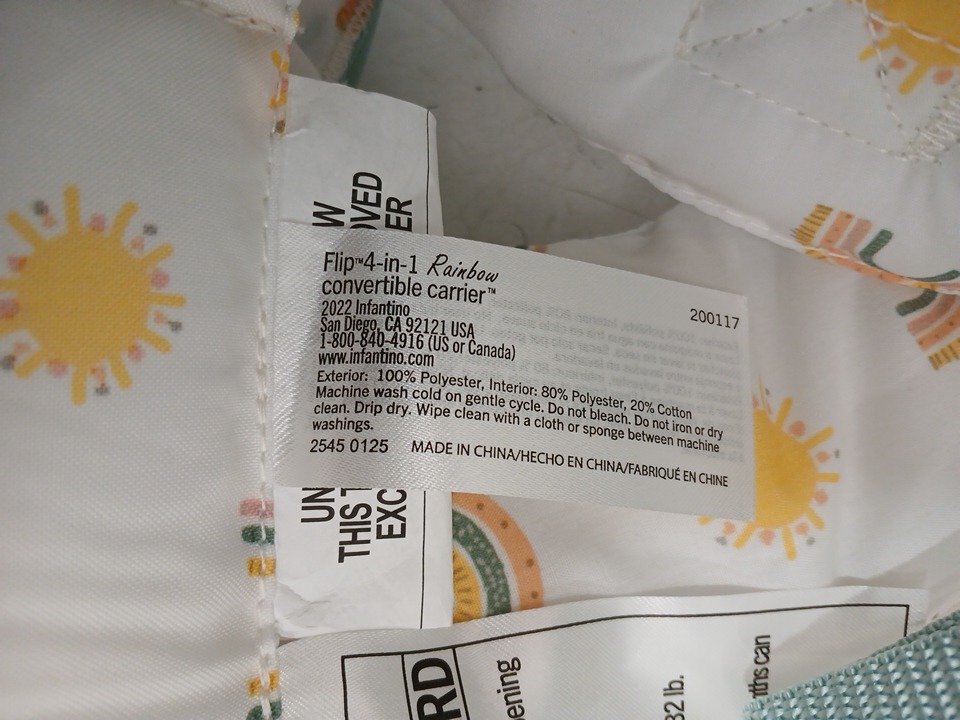 Flip™4-in-1 Rainbow
convertible carrier™
200117
2022 Infantino
San Diego, CA 92121 USA
1-800-840-4916 (US or Canada)
www.infantino.com
Exterior: 100% Polyester, Interior: 80% Polyester, 20% Cotton
Machine wash cold on gentle cycle. Do not bleach. Do not iron or dry
clean. Drip dry. Wipe clean with a cloth or sponge between machine
washings.
2545 0125 MADE IN CHINA/HECHO EN CHINA/FABRIQUÉ EN CHINE
UN
THIS
EXC
W
OVED
ER
RD
ening
32 lb.
ths can